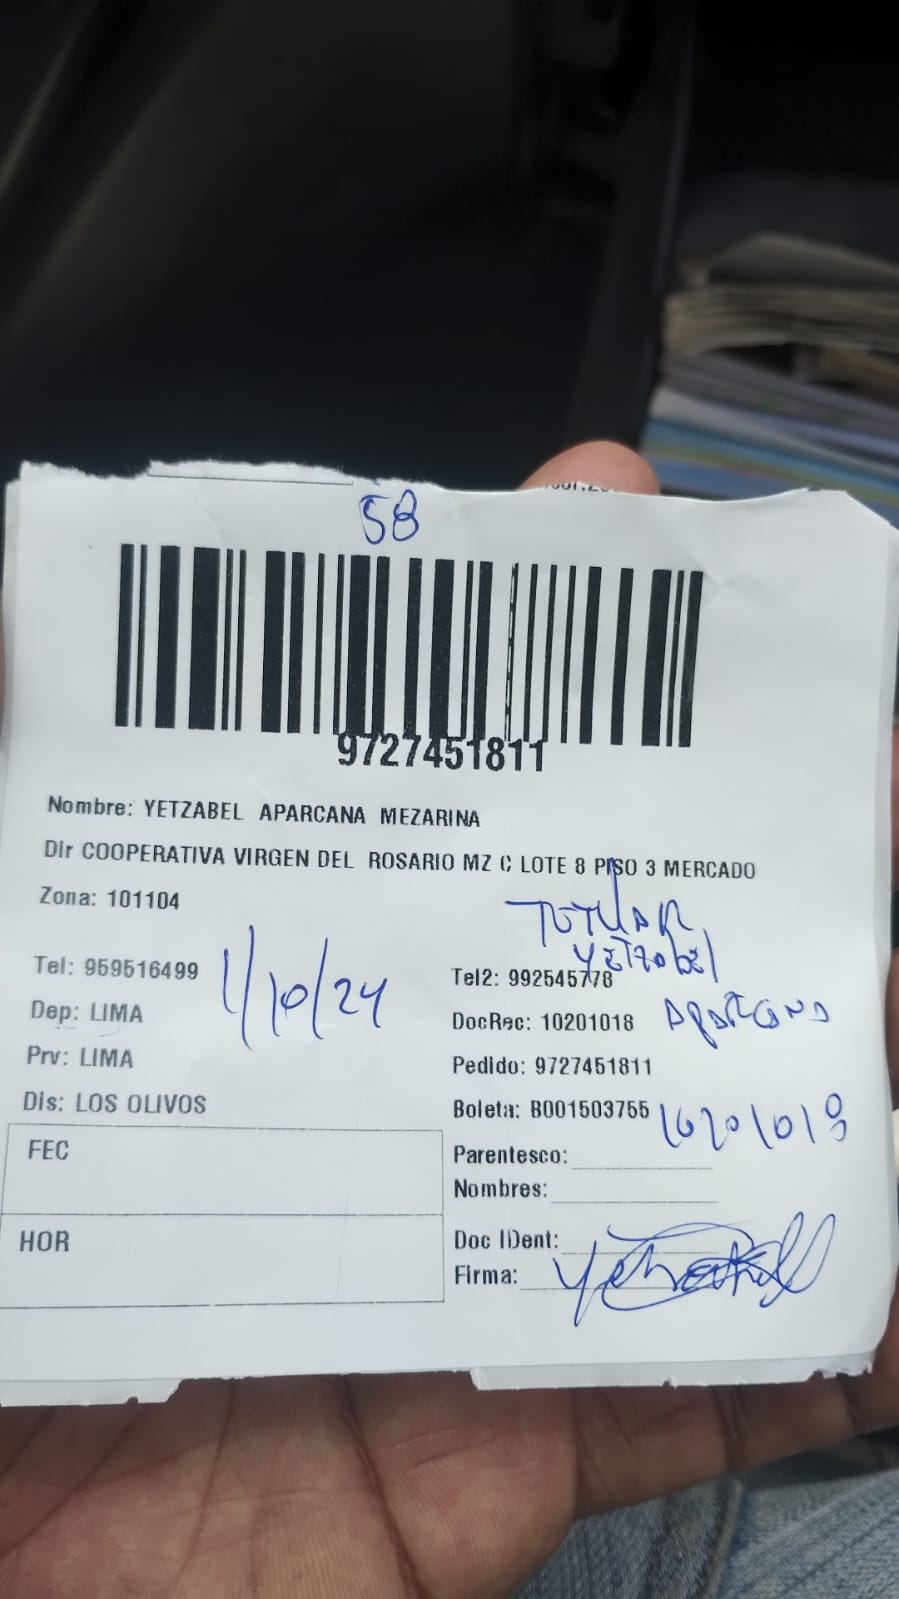 58
9727451811
Nombre: YETZABEL APARCANA MEZARINA
Dir COOPERATIVA VIRGEN DEL ROSARIO MZ C LOTE 8 PISO 3 MERCADO
Zona: 101104
TITULAR
YETZABEL
Tel: 959516499
Tel2: 992545778
1/10/24
Dep: LIMA
DocRec: 10201018
APARCANA
Prv: LIMA
Pedido: 9727451811
Dis: LOS OLIVOS
Boleta: B001503755
10201018
FEC
Parentesco:
Nombres:
HOR
Doc IDent:
Firma: